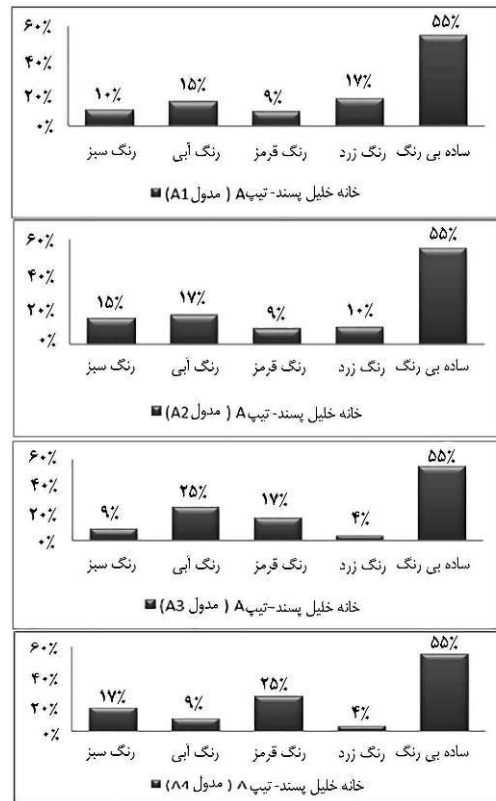 ۶۰٪
۴۰٪
۲۰٪
۰٪
۱۰٪ ۱۵٪ ۹٪ ۱۷٪ ۵۵٪
رنگ سبز رنگ آبی رنگ قرمز رنگ زرد ساده بی رنگ
خانه خلیل پسند- تیپ A ( مدول A1)
۶۰٪
۴۰٪
۲۰٪
۰٪
۱۵٪ ۱۷٪ ۹٪ ۱۰٪ ۵۵٪
رنگ سبز رنگ آبی رنگ قرمز رنگ زرد ساده بی رنگ
خانه خلیل پسند- تیپ A ( مدول A2)
۶۰٪
۴۰٪
۲۰٪
۰٪
۹٪ ۲۵٪ ۱۷٪ ۴٪ ۵۵٪
رنگ سبز رنگ آبی رنگ قرمز رنگ زرد ساده بی رنگ
خانه خلیل پسند-تیپ A ( مدول A3)
۶۰٪
۴۰٪
۲۰٪
۰٪
۱۷٪ ۹٪ ۲۵٪ ۴٪ ۵۵٪
رنگ سبز رنگ آبی رنگ قرمز رنگ زرد ساده بی رنگ
خانه خلیل پسند- تیپ A ( مدول A4)